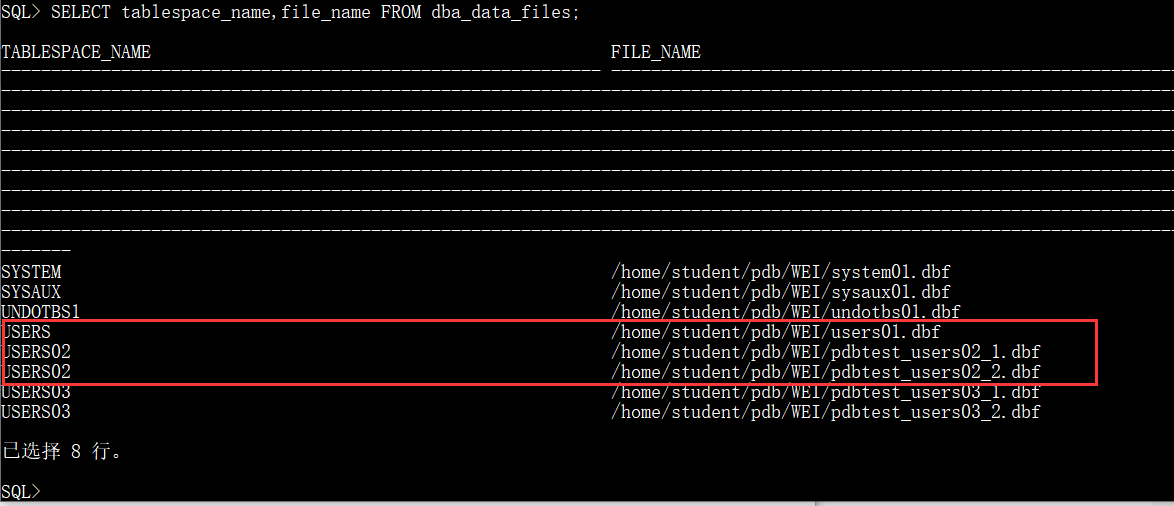 SQL> SELECT tablespace_name,file_name FROM dba_data_files;
TABLESPACE_NAME FILE_NAME
------------------------------------------------------------ ---------------------------------------------------------
----------------------------------------------------------------------------------------------------------------------
----------------------------------------------------------------------------------------------------------------------
----------------------------------------------------------------------------------------------------------------------
----------------------------------------------------------------------------------------------------------------------
----------------------------------------------------------------------------------------------------------------------
----------------------------------------------------------------------------------------------------------------------
----------------------------------------------------------------------------------------------------------------------
----------------------------------------------------------------------------------------------------------------------
-------
SYSTEM /home/student/pdb/WEI/system01.dbf
SYSAUX /home/student/pdb/WEI/sysaux01.dbf
UNDOTBS1 /home/student/pdb/WEI/undotbs01.dbf
USERS /home/student/pdb/WEI/users01.dbf
USERS02 /home/student/pdb/WEI/pdbtest_users02_1.dbf
USERS02 /home/student/pdb/WEI/pdbtest_users02_2.dbf
USERS03 /home/student/pdb/WEI/pdbtest_users03_1.dbf
USERS03 /home/student/pdb/WEI/pdbtest_users03_2.dbf
已选择 8 行。
SQL>